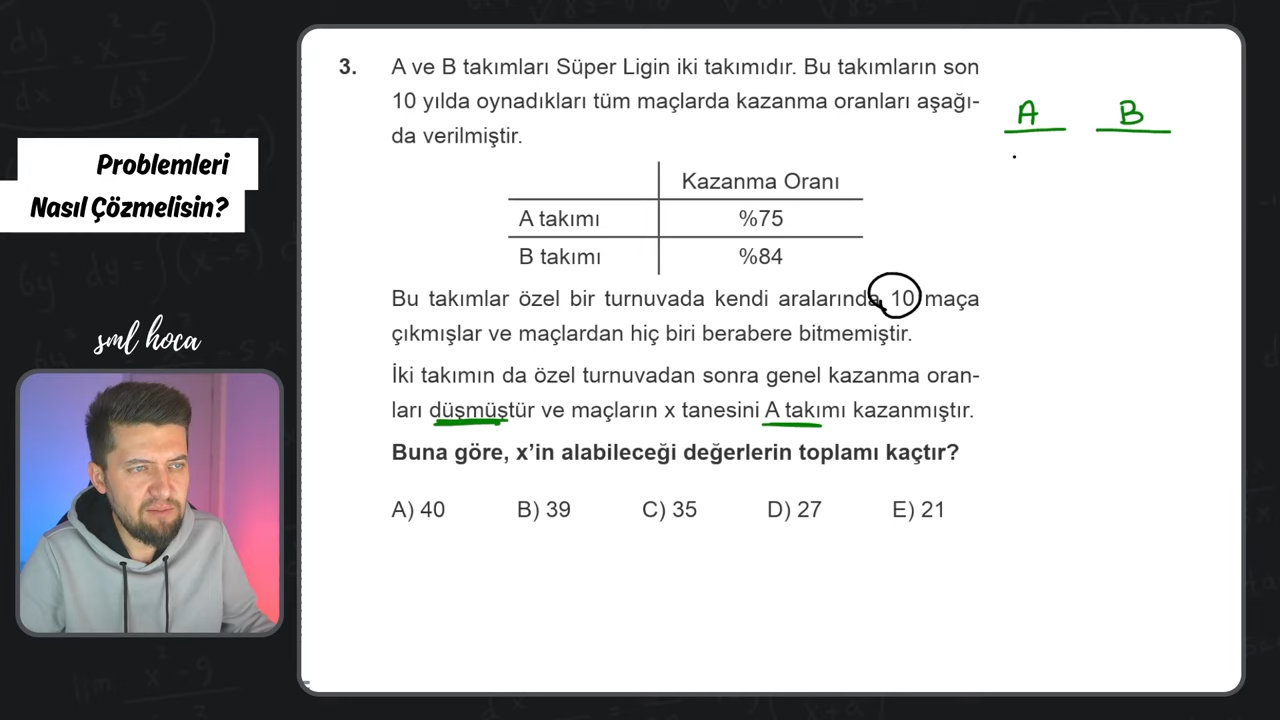 Problemleri
Nasıl Çözmelisin?
sml hoca
3. A ve B takımları Süper Ligin iki takımıdır. Bu takımların son
10 yılda oynadıkları tüm maçlarda kazanma oranları aşağı-
da verilmiştir.
Kazanma Oranı
A takımı %75
B takımı %84
Bu takımlar özel bir turnuvada kendi aralarında 10 maça
çıkmışlar ve maçlardan hiç biri berabere bitmemiştir.
İki takımın da özel turnuvadan sonra genel kazanma oran-
ları düşmüştür ve maçların x tanesini A takımı kazanmıştır.
Buna göre, x’in alabileceği değerlerin toplamı kaçtır?
A) 40 B) 39 C) 35 D) 27 E) 21
A B